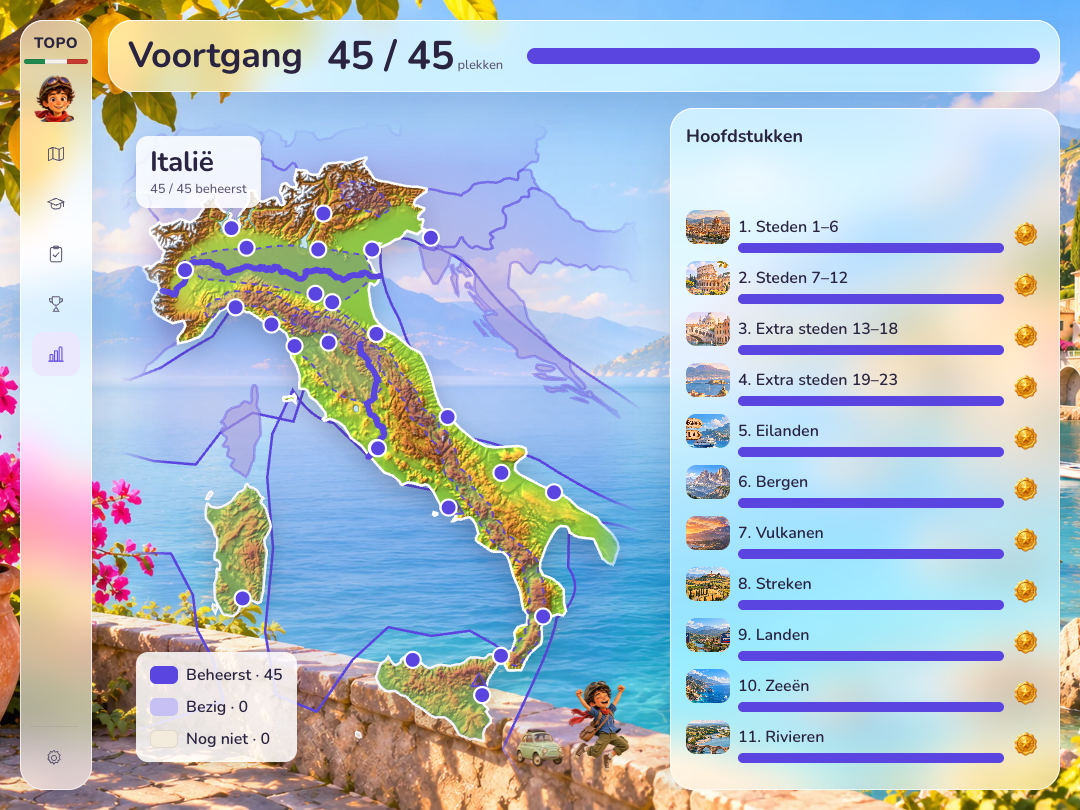 TOPO
Voortgang 45 / 45 plekken
Italië
45 / 45 beheerst
Beheerst · 45
Bezig · 0
Nog niet · 0
Hoofdstukken
1. Steden 1–6
2. Steden 7–12
3. Extra steden 13–18
4. Extra steden 19–23
5. Eilanden
6. Bergen
7. Vulkanen
8. Streken
9. Landen
10. Zeeën
11. Rivieren